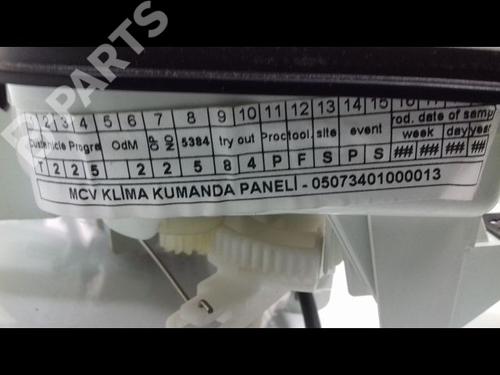 1 2 3 4 5 6 7 8 9 10 11 12 13 14 15 16
rod. date of samp
Progre OdM 5384 try out Proc tool. site event week day year
T 2 2 5 2 2 5 8 4 P F S P S ## ## ## ##
MCV KLİMA KUMANDA PANELİ - 05073401000013
B PARTS